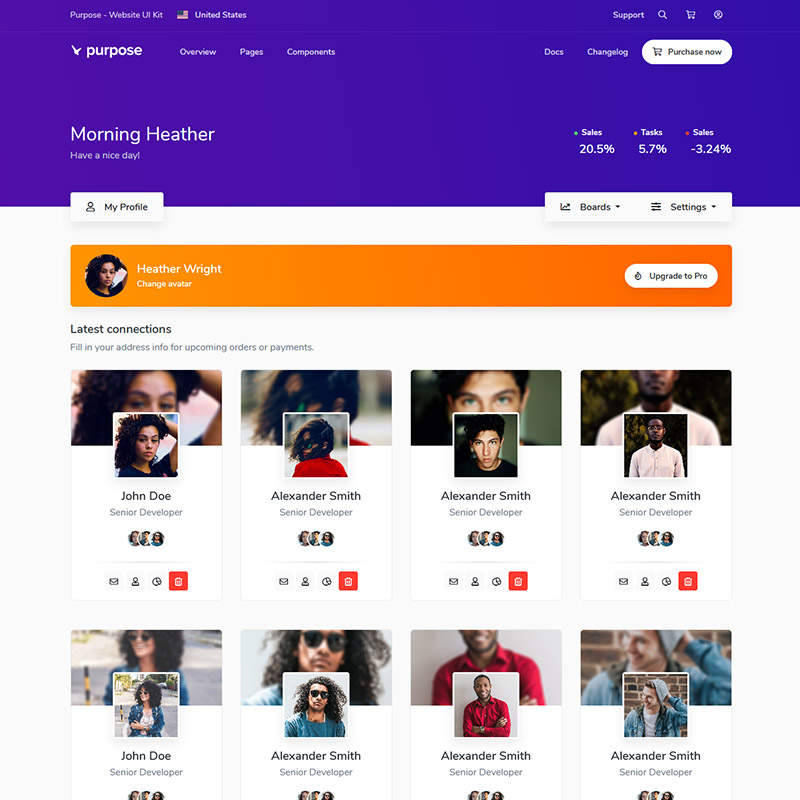 Purpose - Website UI Kit United States Support
purpose Overview Pages Components Docs Changelog Purchase now
Morning Heather
Have a nice day!
Sales Tasks Sales
20.5% 5.7% -3.24%
My Profile Boards Settings
Heather Wright
Change avatar
Upgrade to Pro
Latest connections
Fill in your address info for upcoming orders or payments.
John Doe Alexander Smith Alexander Smith Alexander Smith
Senior Developer Senior Developer Senior Developer Senior Developer
John Doe Alexander Smith Alexander Smith Alexander Smith
Senior Developer Senior Developer Senior Developer Senior Developer